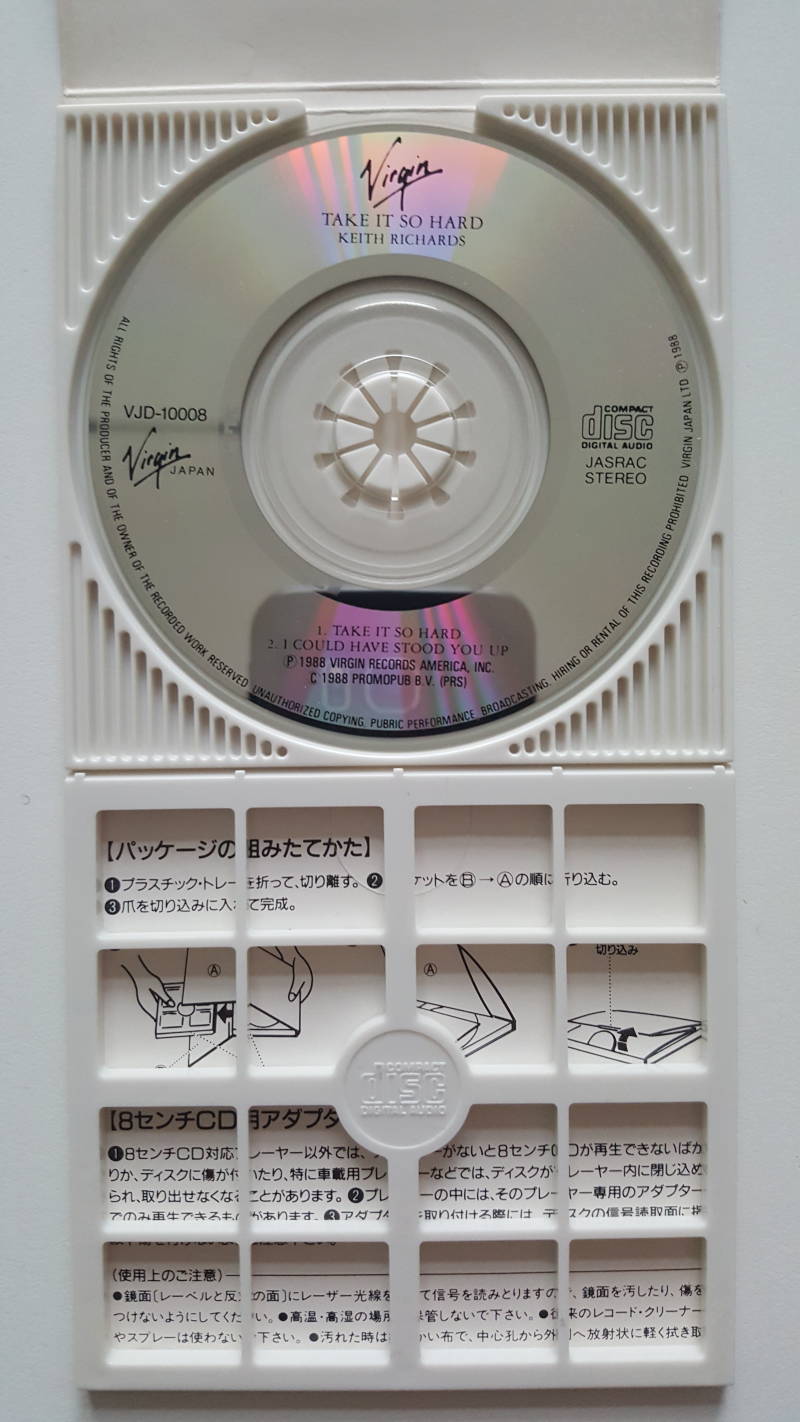 Virgin
TAKE IT SO HARD
KEITH RICHARDS
VJD-10008
Virgin JAPAN
COMPACT
disc
DIGITAL AUDIO
JASRAC
STEREO
1. TAKE IT SO HARD
2. I COULD HAVE STOOD YOU UP
Ⓟ1988 VIRGIN RECORDS AMERICA, INC.
C 1988 PROMOPUB B.V. (PRS)
ALL RIGHTS OF THE PRODUCER AND OF THE OWNER OF THE RECORDED WORK RESERVED UNAUTHORIZED COPYING, PUBRIC PERFORMANCE, BROADCASTING, HIRING OR RENTAL OF THIS RECORDING PROHIBITED VIRGIN JAPAN LTD Ⓟ1988
【パッケージの組みたてかた】
❶プラスチック・トレーを折って、切り離す。❷ ケットをⒷ→Ⓐの順に折り込む。
❸爪を切り込みに入れて完成。
Ⓐ Ⓐ 切り込み
COMPACT
disc
DIGITAL AUDIO
【8センチCD用アダプタ
❶8センチCD対応 レーヤー以外では、 ーがないと8センチCDが再生できないばか
りか、ディスクに傷が付いたり、特に車載用プレ ーなどでは、ディスクが レーヤー内に閉じ込め
られ、取り出せなくなることがあります。❷プレ ーの中には、そのプレーヤー専用のアダプター
でのみ再生できるものがあります。❸アダプタ を取り付ける際には、ディスクの信号読取面に
(使用上のご注意)
●鏡面〔レーベルと反 の面〕にレーザー光線を て信号を読みとりますので、鏡面を汚したり、傷を
つけないようにしてください。●高温・高湿の場所 保管しないで下さい。●従来のレコード・クリーナー
やスプレーは使わないで下さい。●汚れた時は かい布で、中心孔から外 へ放射状に軽く拭き取